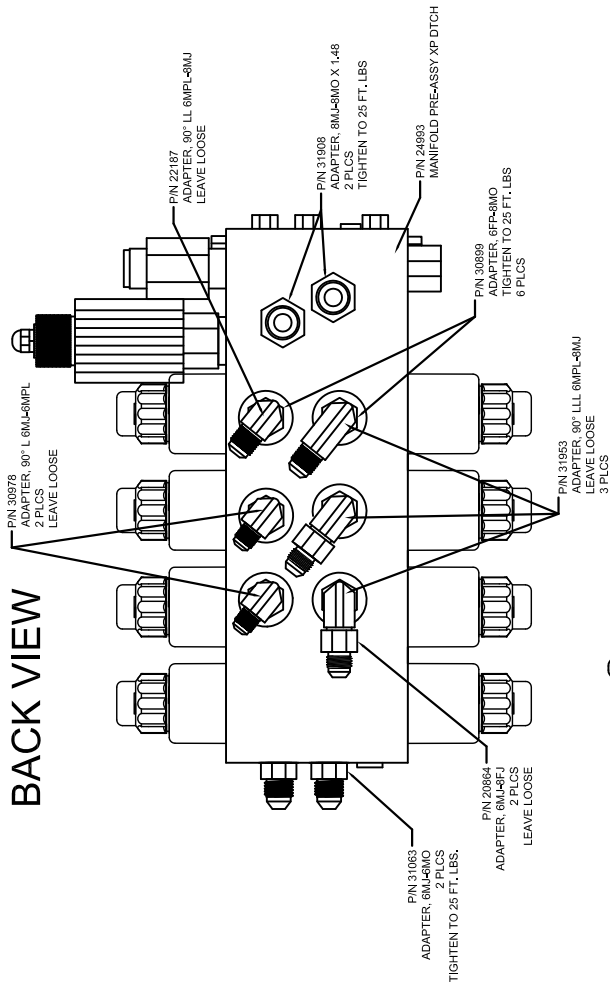 BACK VIEW
P/N 30978
ADAPTER, 90° L 6MJ-6MPL
2 PLCS
LEAVE LOOSE
P/N 22187
ADAPTER, 90° LL 6MPL-8MJ
LEAVE LOOSE
P/N 31908
ADAPTER, 8MJ-8MO X 1.48
2 PLCS
TIGHTEN TO 25 FT. LBS
P/N 24993
MANIFOLD PRE-ASSY XP DTCH
P/N 30899
ADAPTER, 6FP-8MO
TIGHTEN TO 25 FT. LBS
6 PLCS
P/N 31953
ADAPTER, 90° LLL 6MPL-8MJ
LEAVE LOOSE
3 PLCS
P/N 20864
ADAPTER, 6MJ-8FJ
2 PLCS
LEAVE LOOSE
P/N 31063
ADAPTER, 6MJ-6MO
2 PLCS
TIGHTEN TO 25 FT. LBS.